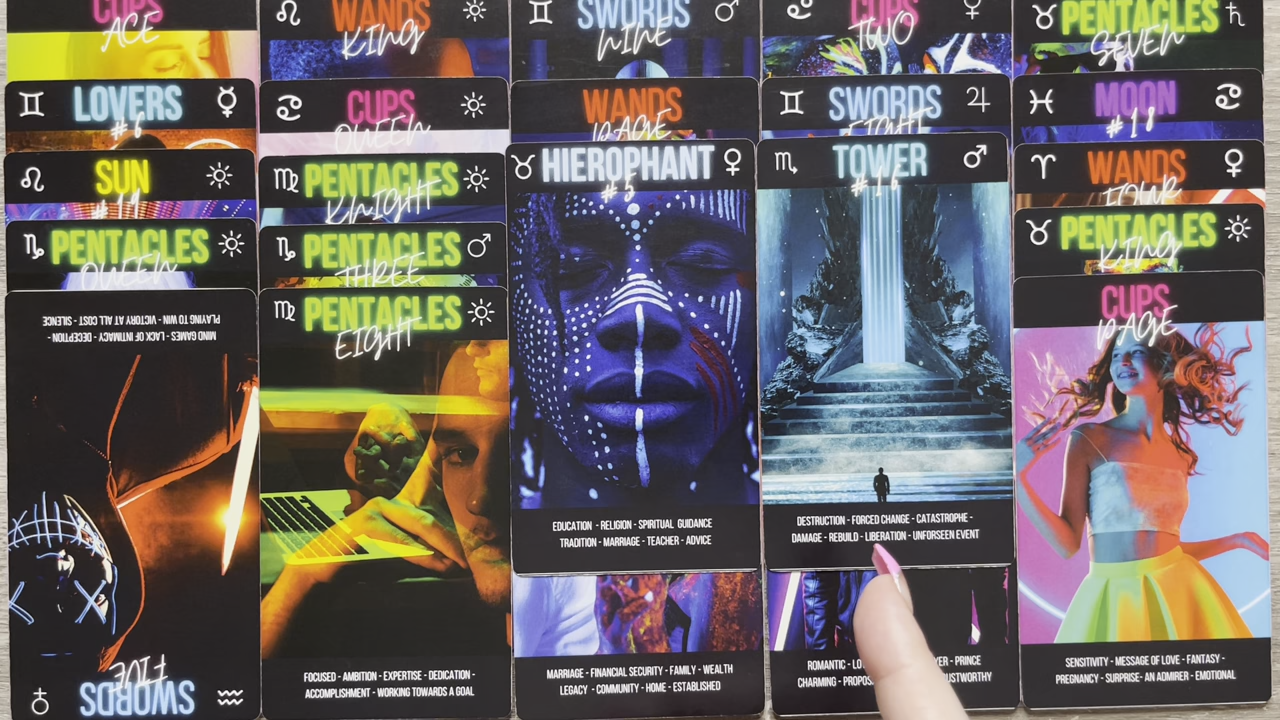 CUPS
ACE
LOVERS
#6
SUN
#19
PENTACLES
QUEEN
SWORDS
FIVE
MIND GAMES - LACK OF INTIMACY - DECEPTION -
PLAYING TO WIN - VICTORY AT ALL COST - SILENCE
WANDS
KING
CUPS
QUEEN
PENTACLES
KNIGHT
PENTACLES
THREE
PENTACLES
EIGHT
FOCUSED - AMBITION - EXPERTISE - DEDICATION -
ACCOMPLISHMENT - WORKING TOWARDS A GOAL
SWORDS
NINE
WANDS
PAGE
HIEROPHANT
#5
EDUCATION - RELIGION - SPIRITUAL GUIDANCE
TRADITION - MARRIAGE - TEACHER - ADVICE
MARRIAGE - FINANCIAL SECURITY - FAMILY - WEALTH
LEGACY - COMMUNITY - HOME - ESTABLISHED
CUPS
TWO
SWORDS
EIGHT
TOWER
#16
DESTRUCTION - FORCED CHANGE - CATASTROPHE -
DAMAGE - REBUILD - LIBERATION - UNFORSEEN EVENT
ROMANTIC - - PRINCE
CHARMING -
PENTACLES
SEVEN
MOON
#18
WANDS
FOUR
PENTACLES
KING
CUPS
PAGE
SENSITIVITY - MESSAGE OF LOVE - FANTASY -
PREGNANCY - SURPRISE- AN ADMIRER - EMOTIONAL